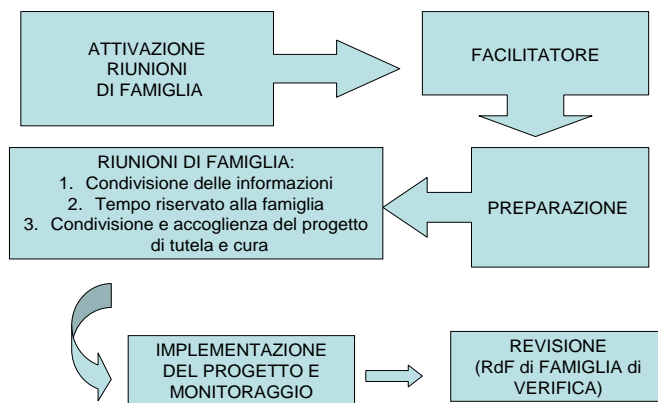 ATTIVAZIONE
RIUNIONI
DI FAMIGLIA
FACILITATORE
PREPARAZIONE
RIUNIONI DI FAMIGLIA:
1. Condivisione delle informazioni
2. Tempo riservato alla famiglia
3. Condivisione e accoglienza del progetto
di tutela e cura
IMPLEMENTAZIONE
DEL PROGETTO E
MONITORAGGIO
REVISIONE
(RdF di FAMIGLIA di
VERIFICA)